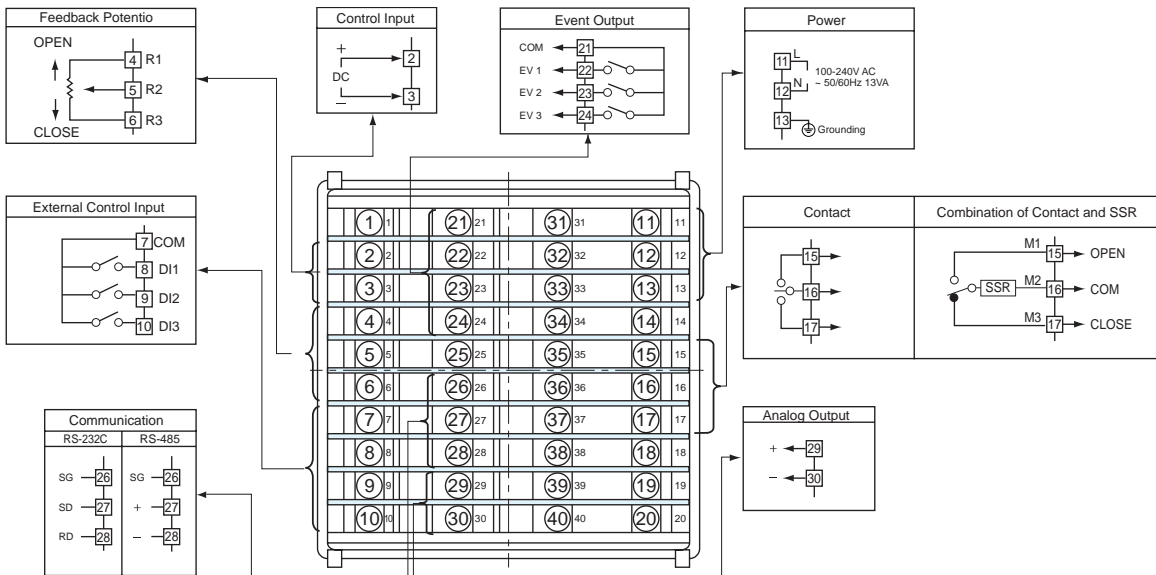 Feedback Potentio
OPEN
4 R1
5 R2
6 R3
CLOSE
Control Input
+
DC
−
2
3
Event Output
COM 21
EV 1 22
EV 2 23
EV 3 24
Power
11 L
12 N
100-240V AC
~ 50/60Hz 13VA
13
Grounding
External Control Input
7 COM
8 DI1
9 DI2
10 DI3
1 1 21 21 31 31 11 11
2 2 22 22 32 32 12 12
3 3 23 23 33 33 13 13
4 4 24 24 34 34 14 14
5 5 25 25 35 35 15 15
6 6 26 26 36 36 16 16
7 7 27 27 37 37 17 17
8 8 28 28 38 38 18 18
9 9 29 29 39 39 19 19
10 10 30 30 40 40 20 20
Contact
15
16
17
Combination of Contact and SSR
M1 15 OPEN
SSR M2 16 COM
M3 17 CLOSE
Communication
RS-232C RS-485
SG 26 SG 26
SD 27 + 27
RD 28 − 28
Analog Output
+ 29
− 30